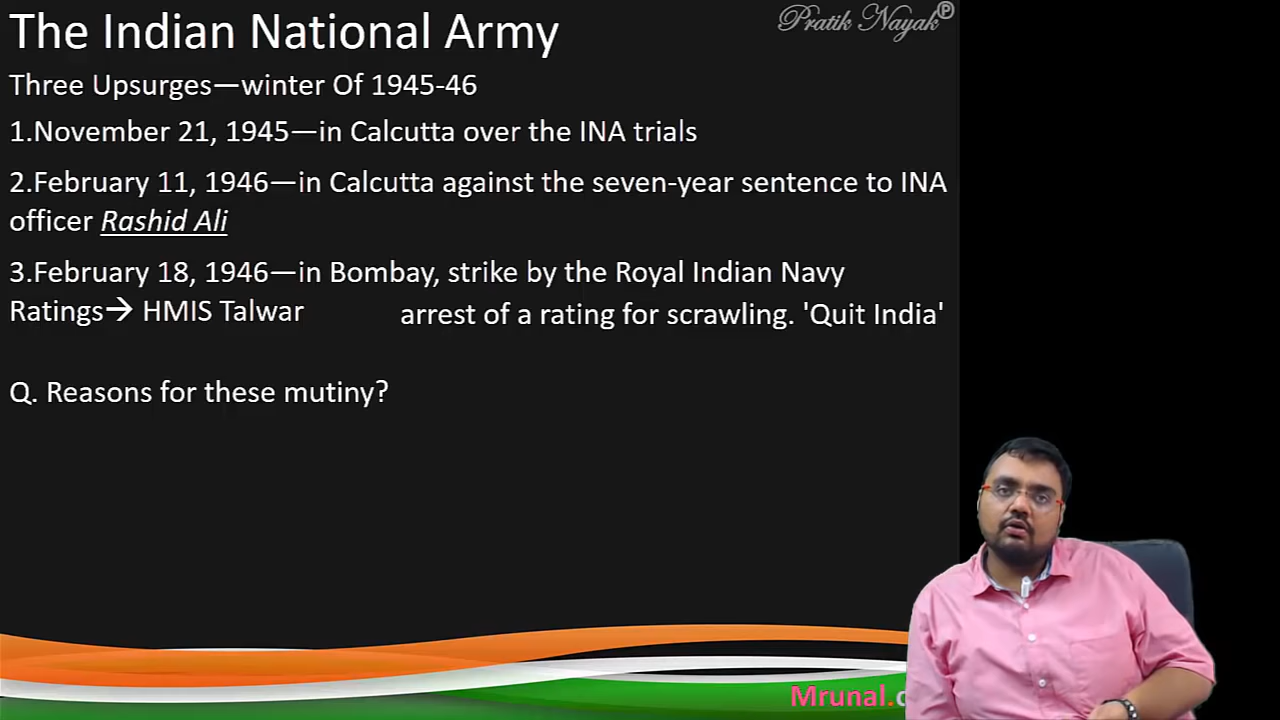 The Indian National Army
Pratik Nayak
Three Upsurges—winter Of 1945-46
1.November 21, 1945—in Calcutta over the INA trials
2.February 11, 1946—in Calcutta against the seven-year sentence to INA
officer Rashid Ali
3.February 18, 1946—in Bombay, strike by the Royal Indian Navy
Ratings→ HMIS Talwar
arrest of a rating for scrawling. 'Quit India'
Q. Reasons for these mutiny?
Mrunal.